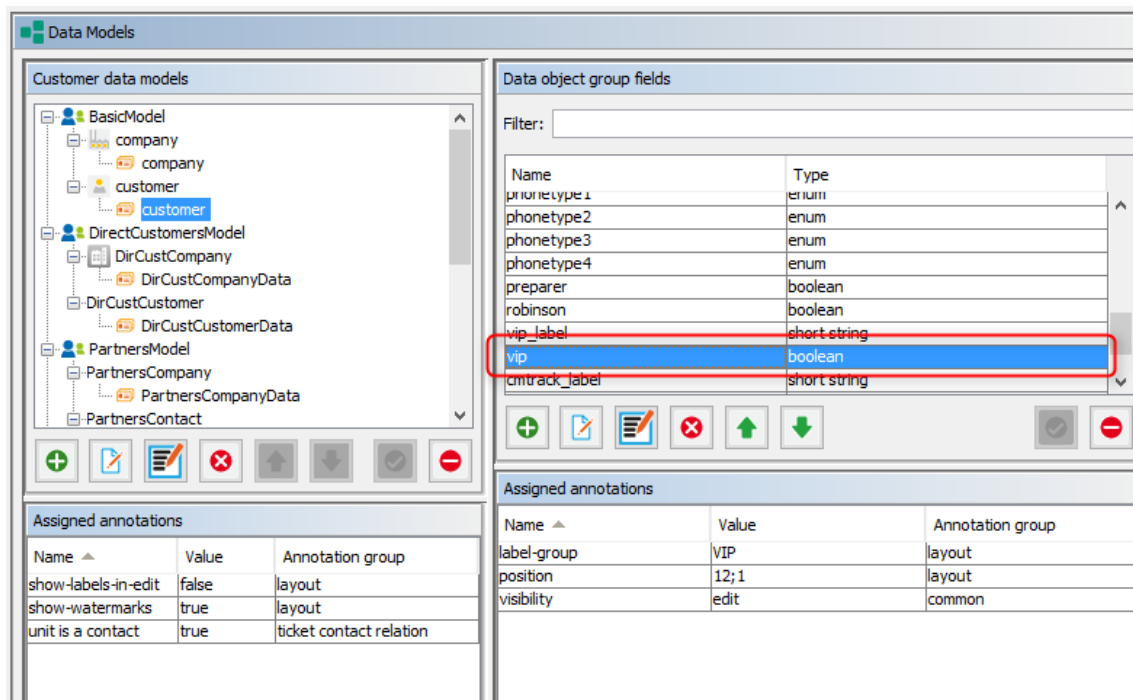 Data Models
Customer data models
BasicModel
company
company
customer
customer
DirectCustomersModel
DirCustCompany
DirCustCompanyData
DirCustCustomer
DirCustCustomerData
PartnersModel
PartnersCompany
PartnersCompanyData
PartnersContact
Assigned annotations
Name Value Annotation group
show-labels-in-edit false layout
show-watermarks true layout
unit is a contact true ticket contact relation
Data object group fields
Filter:
Name Type
phonetype1 enum
phonetype2 enum
phonetype3 enum
phonetype4 enum
preparer boolean
robinson boolean
vip_label short string
vip boolean
cmtrack_label short string
Assigned annotations
Name Value Annotation group
label-group VIP layout
position 12;1 layout
visibility edit common